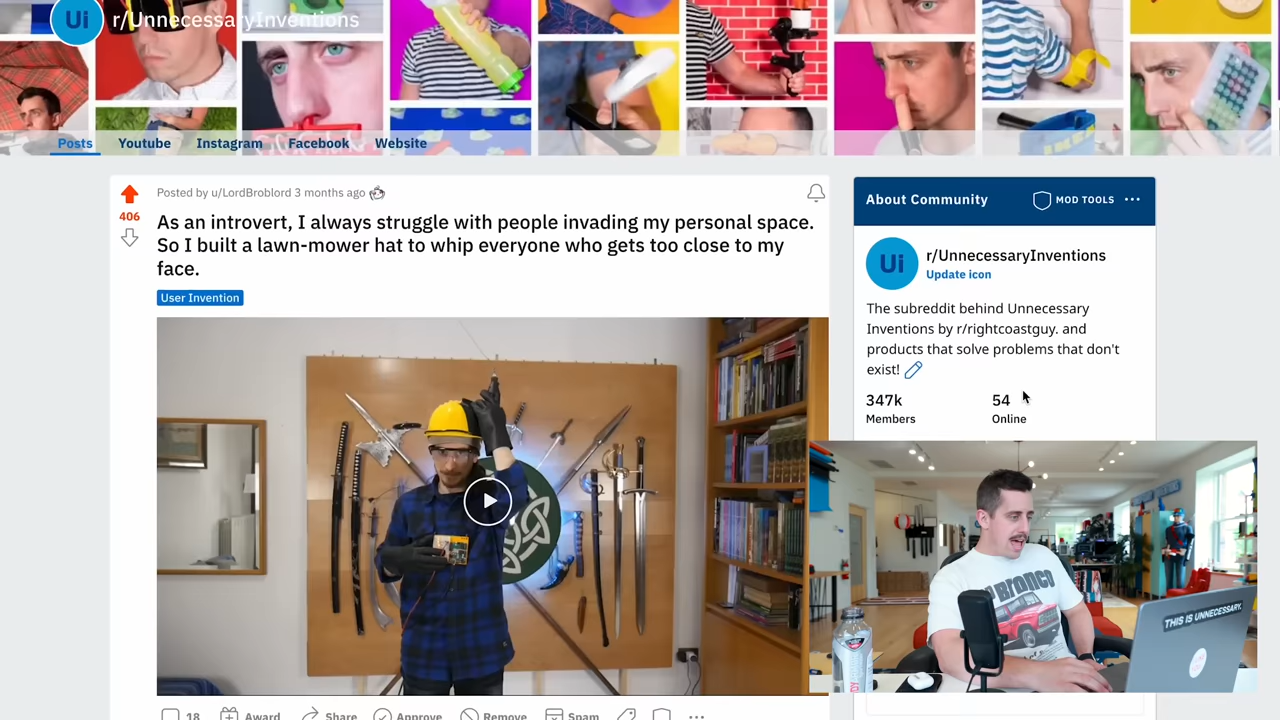 Ui r/UnnecessaryInventions
Posts Youtube Instagram Facebook Website
Posted by u/LordBroblord 3 months ago
406
As an introvert, I always struggle with people invading my personal space.
So I built a lawn-mower hat to whip everyone who gets too close to my
face.
User Invention
18 Award Share Approve Remove Spam
About Community MOD TOOLS
Ui r/UnnecessaryInventions
Update icon
The subreddit behind Unnecessary
Inventions by r/rightcoastguy. and
products that solve problems that don't
exist!
347k 54
Members Online
BRONCO
THIS IS UNNECESSARY.